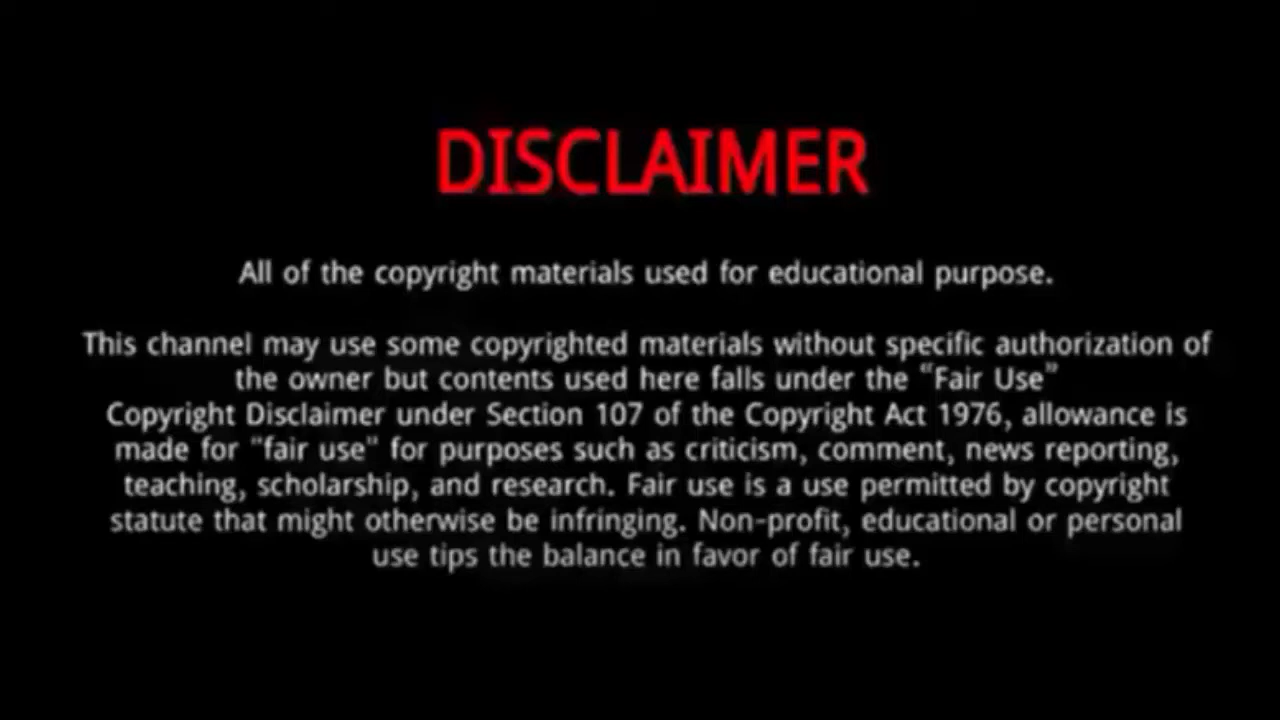 DISCLAIMER
All of the copyright materials used for educational purpose.
This channel may use some copyrighted materials without specific authorization of
the owner but contents used here falls under the “Fair Use”
Copyright Disclaimer under Section 107 of the Copyright Act 1976, allowance is
made for "fair use" for purposes such as criticism, comment, news reporting,
teaching, scholarship, and research. Fair use is a use permitted by copyright
statute that might otherwise be infringing. Non-profit, educational or personal
use tips the balance in favor of fair use.